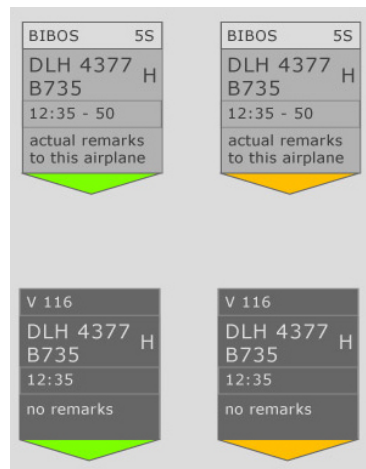 BIBOS 5S
DLH 4377 H
B735
12:35 - 50
actual remarks
to this airplane
BIBOS 5S
DLH 4377 H
B735
12:35 - 50
actual remarks
to this airplane
V 116
DLH 4377 H
B735
12:35
no remarks
V 116
DLH 4377 H
B735
12:35
no remarks